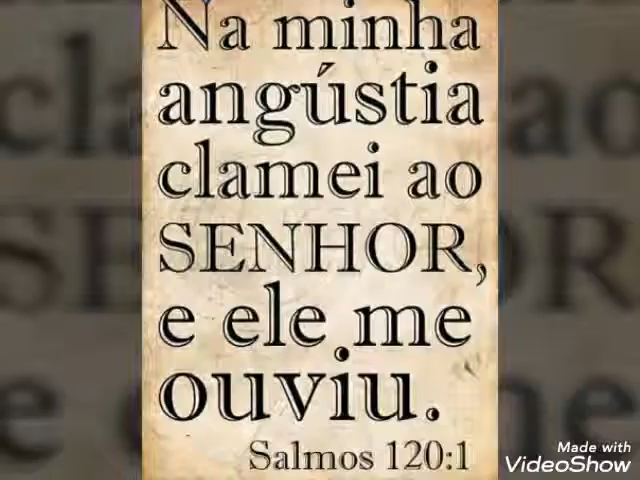 Na minha
angústia
clamei ao
SENHOR,
e ele me
ouviu.
Salmos 120:1
Made with
VideoShow